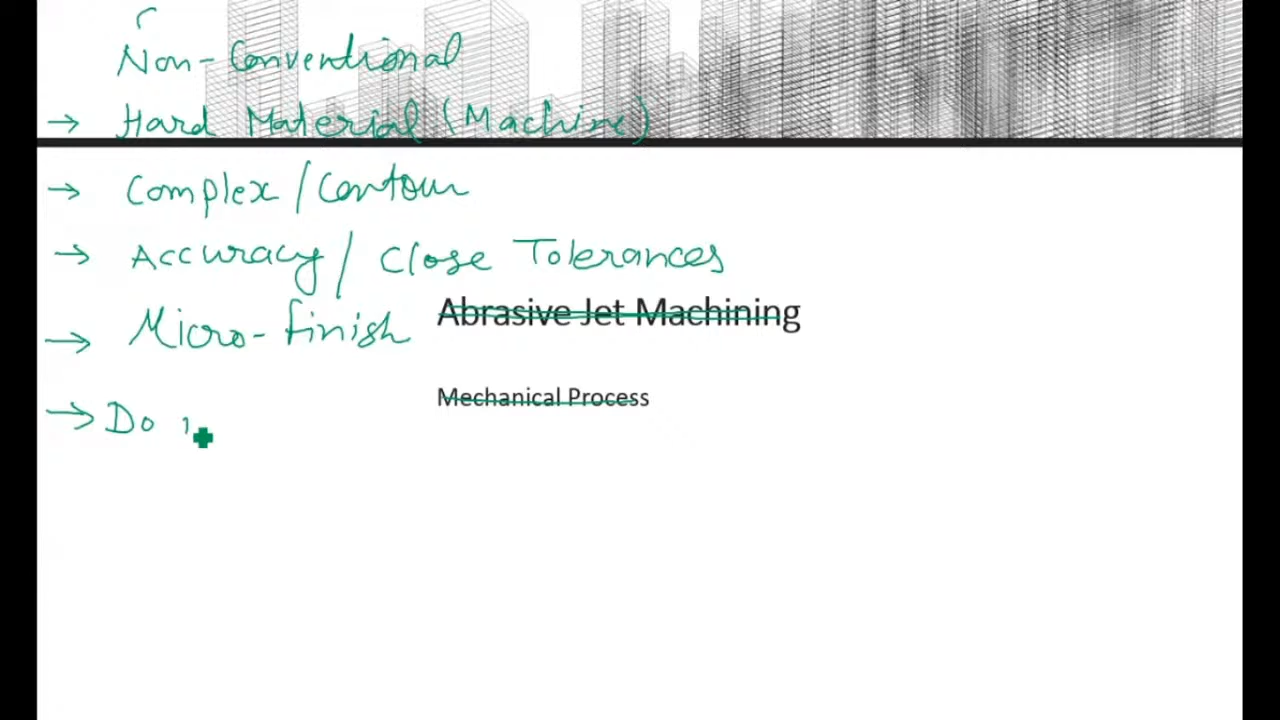 Non-Conventional
→ Hard Material (Machine)
→ Complex / Contour
→ Accuracy / Close Tolerances
Abrasive Jet Machining
→ Micro-finish
Mechanical Process
→ Do